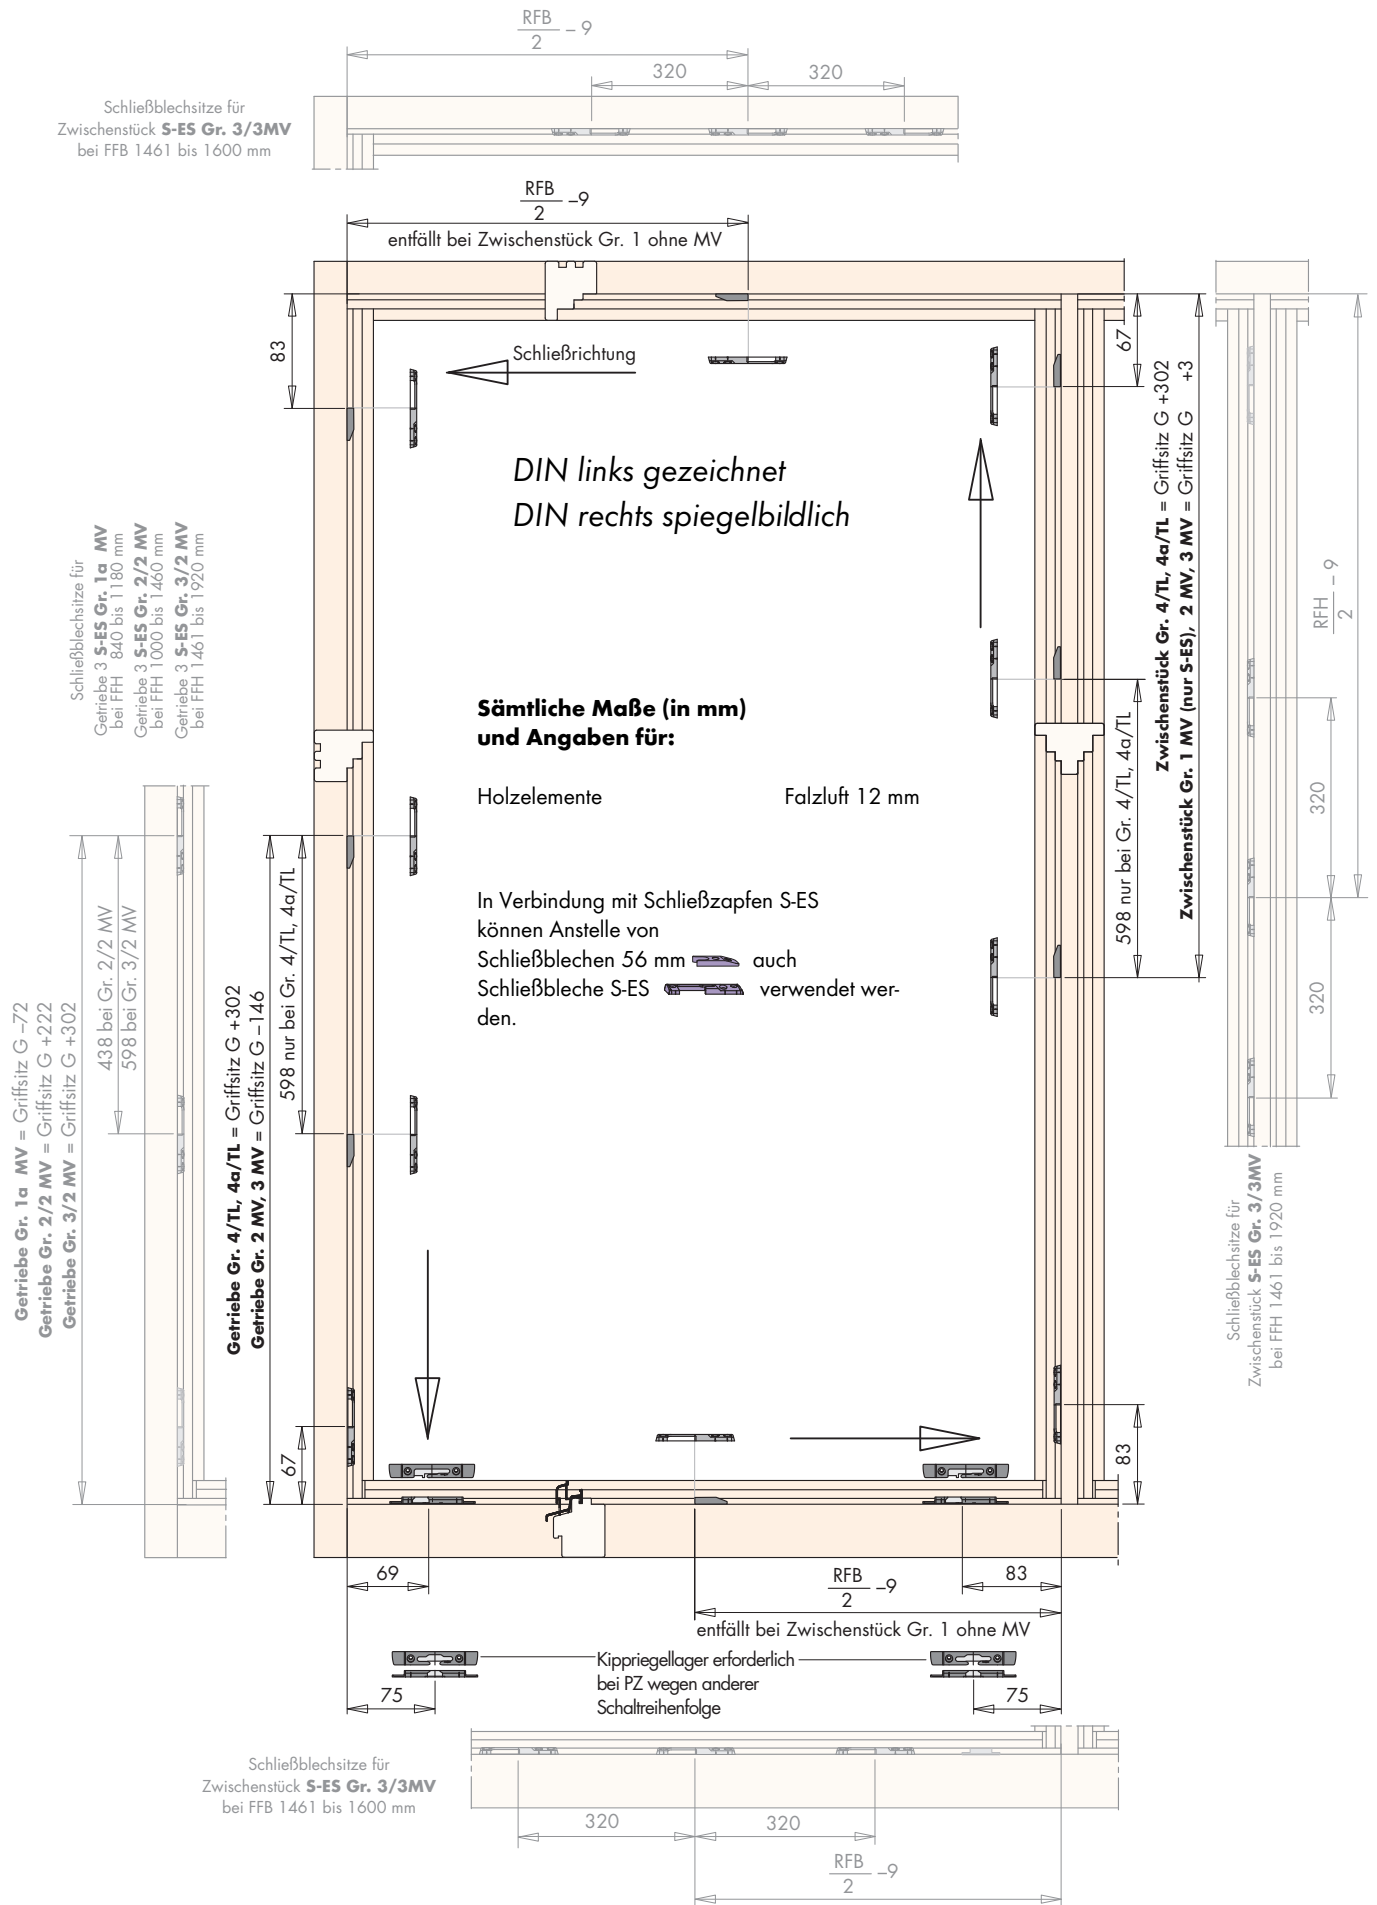 RFB
2
– 9
320
320
Schließblechsitze für
Zwischenstück S-ES Gr. 3/3MV
bei FFB 1461 bis 1600 mm
RFB
2
–9
entfällt bei Zwischenstück Gr. 1 ohne MV
83
Schließrichtung
67
DIN links gezeichnet
DIN rechts spiegelbildlich
Zwischenstück Gr. 4/TL, 4a/TL = Griffsitz G +302
Zwischenstück Gr. 1 MV (nur S-ES), 2 MV, 3 MV = Griffsitz G +3
598 nur bei Gr. 4/TL, 4a/TL
RFH
2
– 9
320
320
Schließblechsitze für
Getriebe 3 S-ES Gr. 1a MV
bei FFH 840 bis 1180 mm
Getriebe 3 S-ES Gr. 2/2 MV
bei FFH 1000 bis 1460 mm
Getriebe 3 S-ES Gr. 3/2 MV
bei FFH 1461 bis 1920 mm
Sämtliche Maße (in mm)
und Angaben für:
Holzelemente
Falzluft 12 mm
In Verbindung mit Schließzapfen S-ES
können Anstelle von
Schließblechen 56 mm auch
Schließbleche S-ES verwendet wer-
den.
Getriebe Gr. 1a MV = Griffsitz G –72
Getriebe Gr. 2/2 MV = Griffsitz G +222
Getriebe Gr. 3/2 MV = Griffsitz G +302
438 bei Gr. 2/2 MV
598 bei Gr. 3/2 MV
Getriebe Gr. 4/TL, 4a/TL = Griffsitz G +302
Getriebe Gr. 2 MV, 3 MV = Griffsitz G –146
598 nur bei Gr. 4/TL, 4a/TL
Schließblechsitze für
Zwischenstück S-ES Gr. 3/3MV
bei FFH 1461 bis 1920 mm
67
83
69
RFB
2
–9
83
entfällt bei Zwischenstück Gr. 1 ohne MV
Kippriegellager erforderlich
bei PZ wegen anderer
Schaltreihenfolge
75
75
Schließblechsitze für
Zwischenstück S-ES Gr. 3/3MV
bei FFB 1461 bis 1600 mm
320
320
RFB
2
–9